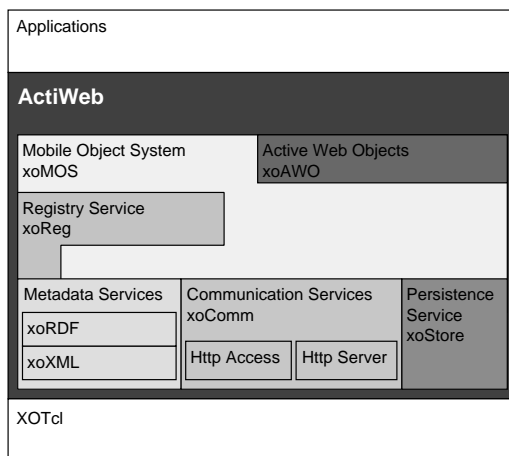 Applications
ActiWeb
Mobile Object System
xoMOS
Active Web Objects
xoAWO
Registry Service
xoReg
Metadata Services
xoRDF
xoXML
Communication Services
xoComm
Http Access
Http Server
Persistence
Service
xoStore
XOTcl